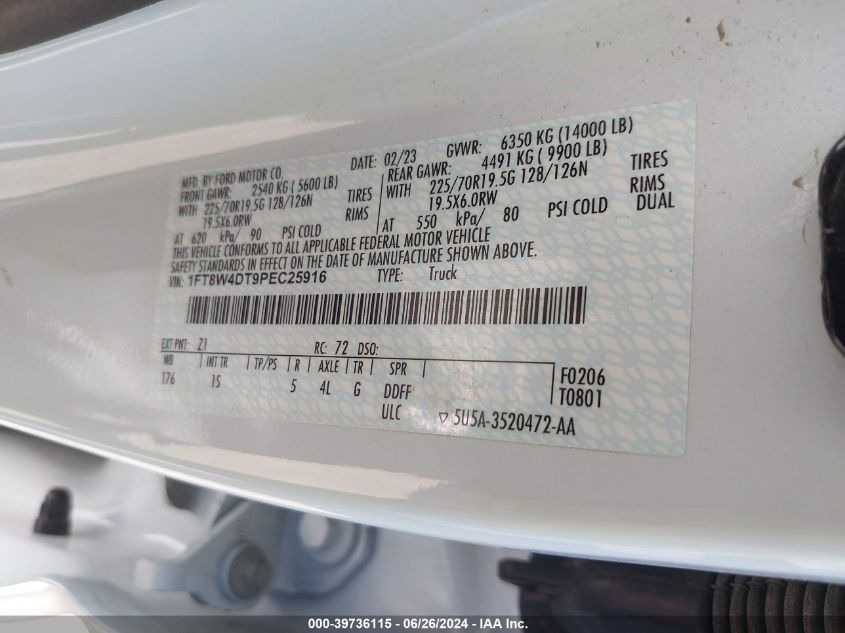 MFD. BY FORD MOTOR CO.
DATE: 02/23 GVWR: 6350 KG (14000 LB)
FRONT GAWR: 2540 KG ( 5600 LB)
REAR GAWR: 4491 KG ( 9900 LB)
WITH 225/70R19.5G 128/126N TIRES
WITH 225/70R19.5G 128/126N TIRES
19.5X6.0RW RIMS
19.5X6.0RW RIMS
AT 620 kPa/ 90 PSI COLD
AT 550 kPa/ 80 PSI COLD DUAL
THIS VEHICLE CONFORMS TO ALL APPLICABLE FEDERAL MOTOR VEHICLE
SAFETY STANDARDS IN EFFECT ON THE DATE OF MANUFACTURE SHOWN ABOVE.
VIN: 1FT8W4DT9PEC25916 TYPE: Truck
EXT PNT: Z1 RC: 72 DSO:
WB INT TR TP/PS R AXLE TR SPR
176 1S 5 4L G DDFF
F0206
T0801
ULC ▽ 5U5A-3520472-AA
000-39736115 - 06/26/2024 - IAA Inc.